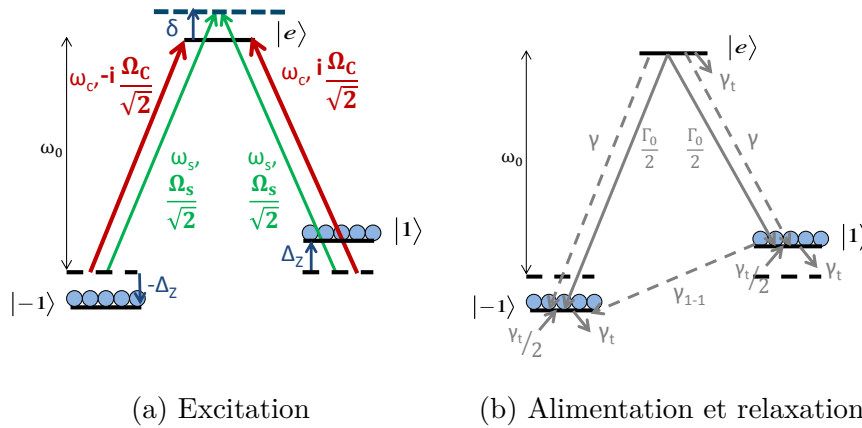 δ
|e⟩
ω_c, -i Ω_C/√2
ω_c, i Ω_C/√2
ω_0
ω_s, Ω_s/√2
ω_s, Ω_s/√2
|1⟩
Δ_Z
-Δ_Z
|−1⟩
(a) Excitation
|e⟩
γ_t
γ
Γ_0/2
Γ_0/2
γ
ω_0
|1⟩
γ_t/2
γ_t
γ_1-1
|−1⟩
γ_t/2
γ_t
(b) Alimentation et relaxation